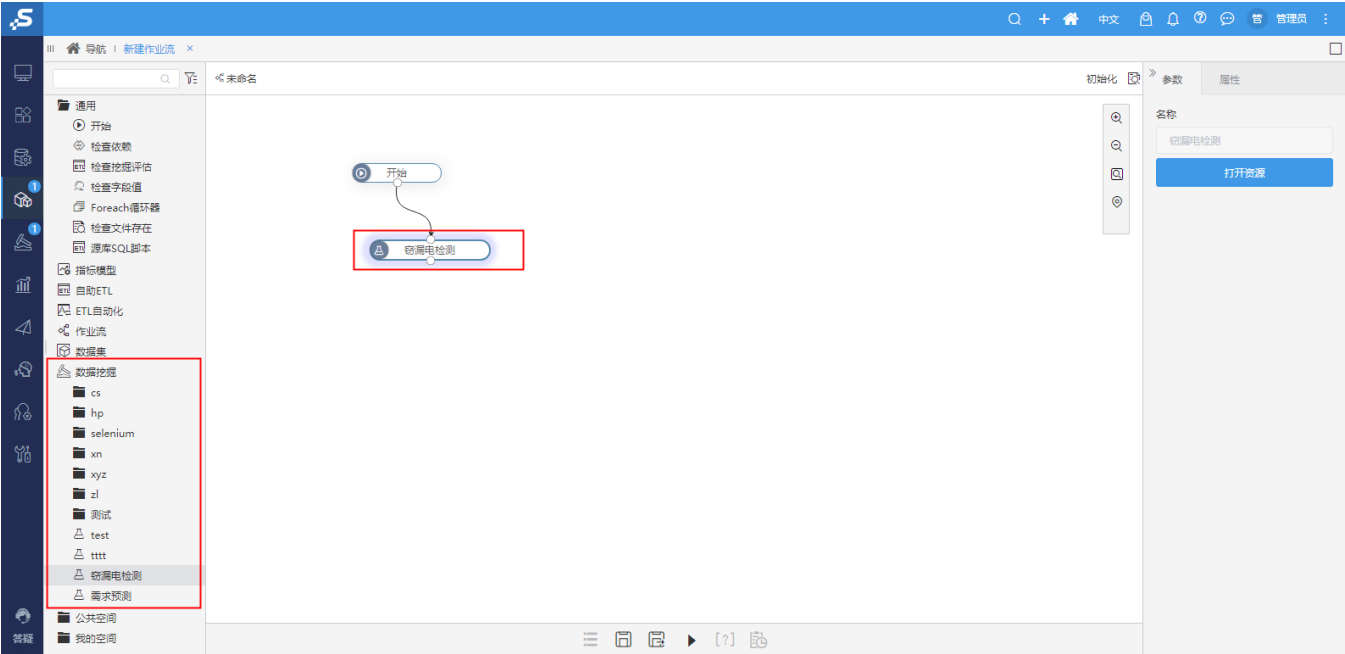 S
中文
管
管理员
导航
新建作业流
未命名
初始化
参数
属性
通用
开始
检查依赖
检查挖掘评估
检查字段值
Foreach循环器
检查文件存在
源库SQL脚本
指标模型
自助ETL
ETL自动化
作业流
数据集
数据挖掘
cs
hp
selenium
xn
xyz
zl
测试
test
tttt
窃漏电检测
需求预测
公共空间
我的空间
1
1
答疑
开始
窃漏电检测
名称
窃漏电检测
打开资源
[?]